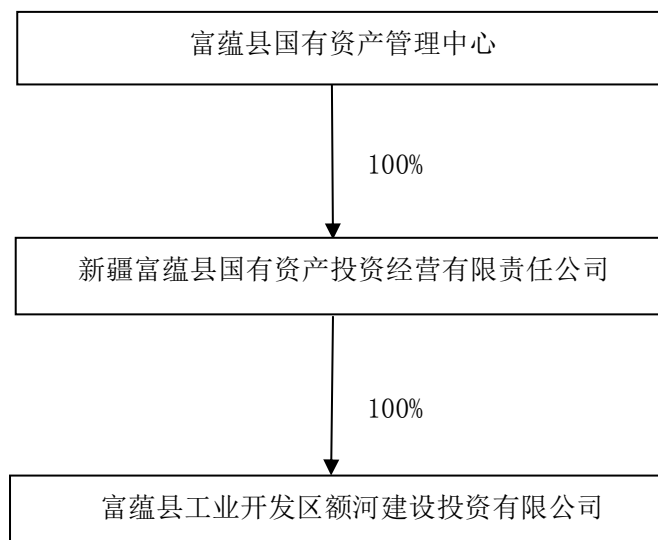 富蕴县国有资产管理中心
100%
新疆富蕴县国有资产投资经营有限责任公司
100%
富蕴县工业开发区额河建设投资有限公司